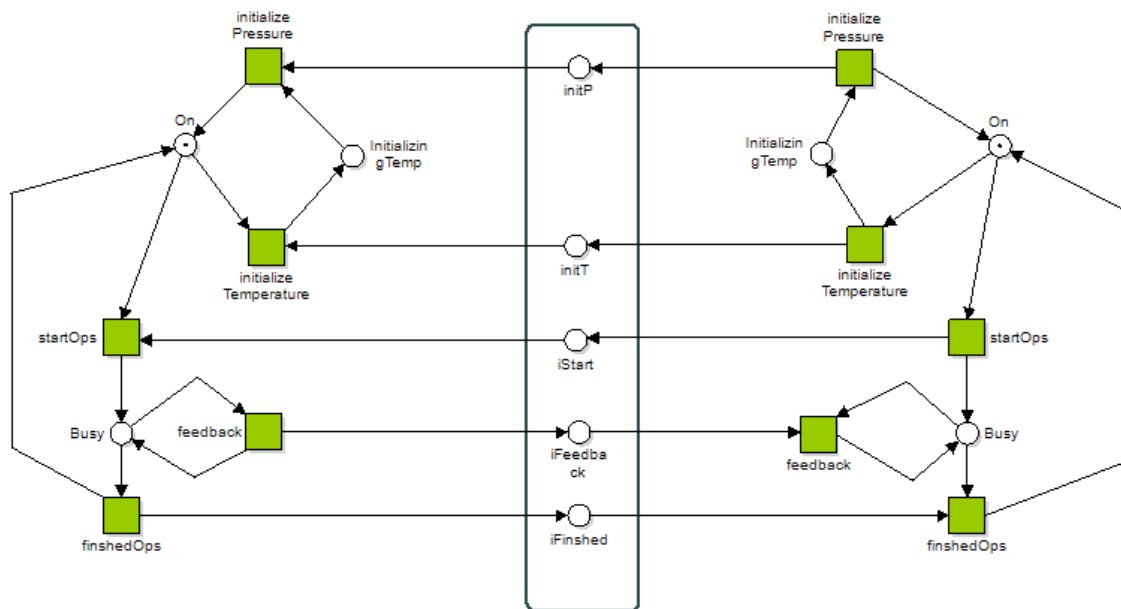 initialize
Pressure
initialize
Pressure
initP
On
On
Initializin
gTemp
Initializin
gTemp
initT
initialize
Temperature
initialize
Temperature
startOps
iStart
startOps
Busy
feedback
iFeedba
ck
feedback
Busy
finshedOps
iFinshed
finshedOps